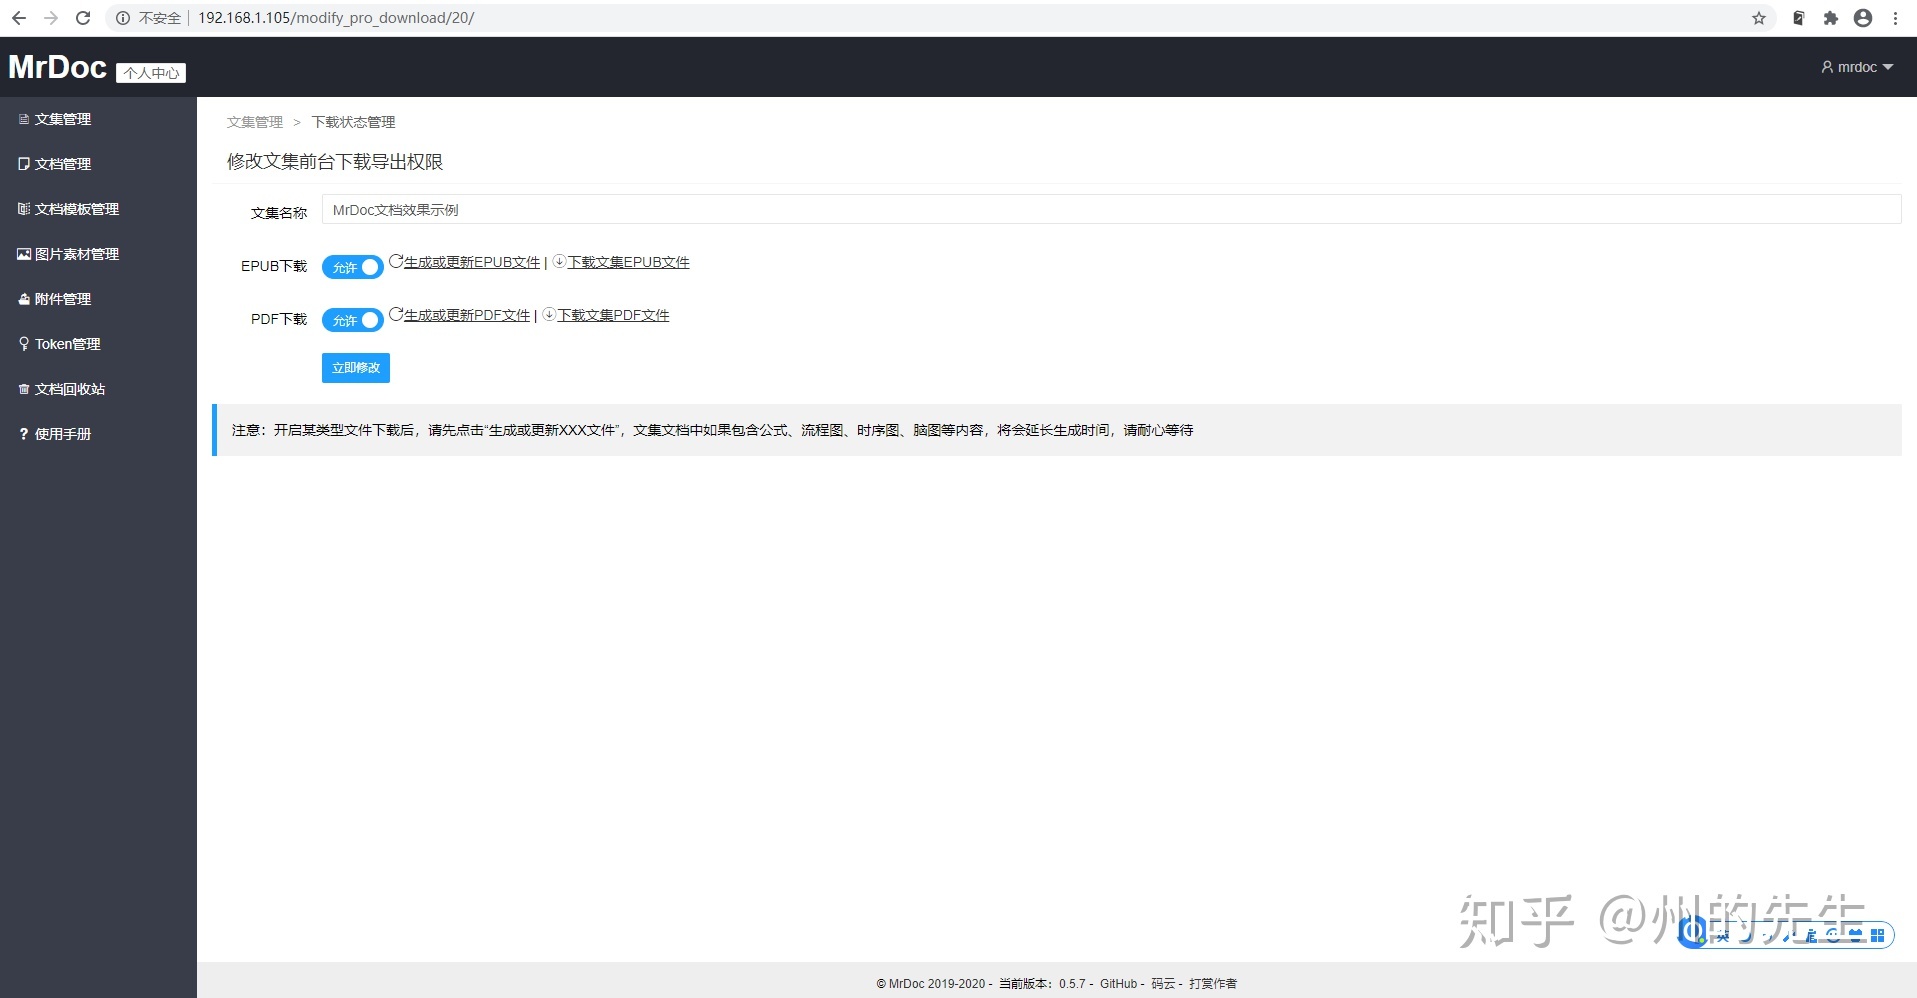 不安全 | 192.168.1.105/modify_pro_download/20/
MrDoc 个人中心
mrdoc
文集管理
文档管理
文档模板管理
图片素材管理
附件管理
Token管理
文档回收站
使用手册
文集管理 > 下载状态管理
修改文集前台下载导出权限
文集名称 MrDoc文档效果示例
EPUB下载 允许 生成或更新EPUB文件 | 下载文集EPUB文件
PDF下载 允许 生成或更新PDF文件 | 下载文集PDF文件
立即修改
注意：开启某类型文件下载后，请先点击“生成或更新XXX文件”，文集文档中如果包含公式、流程图、时序图、脑图等内容，将会延长生成时间，请耐心等待
知乎 @州的先生
英
© MrDoc 2019-2020 - 当前版本：0.5.7 - GitHub - 码云 - 打赏作者